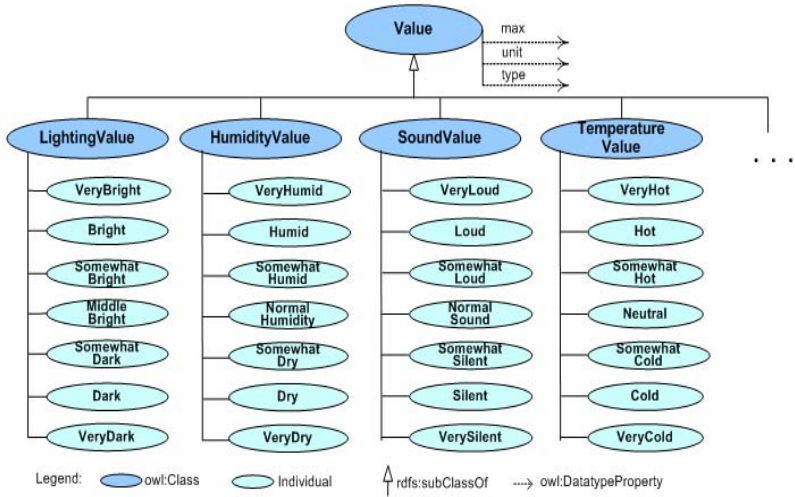 Value
max
unit
type
LightingValue
HumidityValue
SoundValue
Temperature
Value
. . .
VeryBright
VeryHumid
VeryLoud
VeryHot
Bright
Humid
Loud
Hot
Somewhat
Bright
Somewhat
Humid
Somewhat
Loud
Somewhat
Hot
Middle
Bright
Normal
Humidity
Normal
Sound
Neutral
Somewhat
Dark
Somewhat
Dry
Somewhat
Silent
Somewhat
Cold
Dark
Dry
Silent
Cold
VeryDark
VeryDry
VerySilent
VeryCold
Legend:
owl:Class
Individual
rdfs:subClassOf
owl:DatatypeProperty